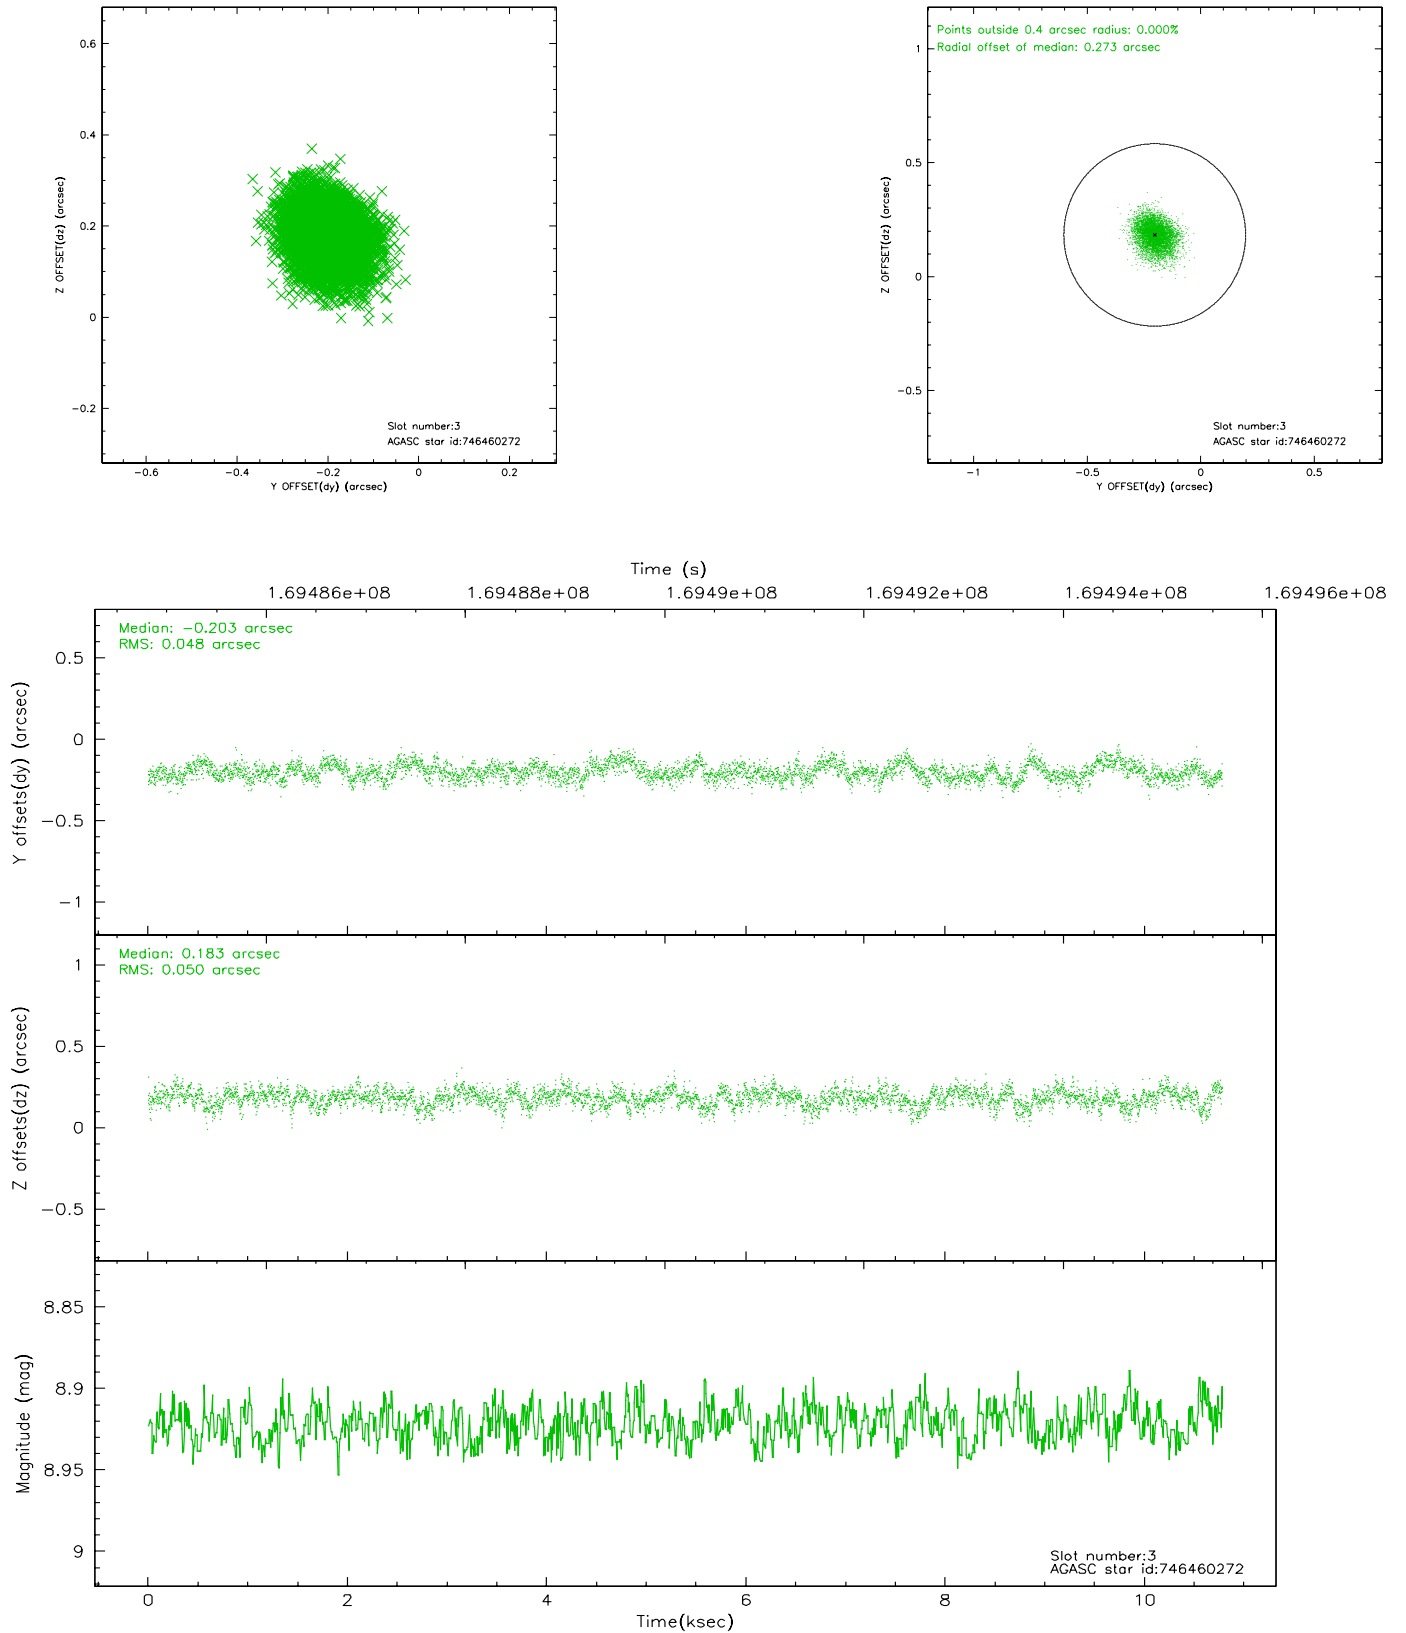 0.6
0.4
0.2
0
−0.2
Z OFFSET(dz) (arcsec)
Slot number:3
AGASC star id:746460272
−0.6 −0.4 −0.2 0 0.2
Y OFFSET(dy) (arcsec)
Points outside 0.4 arcsec radius: 0.000%
Radial offset of median: 0.273 arcsec
1
0.5
0
−0.5
Z OFFSET(dz) (arcsec)
Slot number:3
AGASC star id:746460272
−1 −0.5 0 0.5
Y OFFSET(dy) (arcsec)
Time (s)
1.69486e+08 1.69488e+08 1.6949e+08 1.69492e+08 1.69494e+08 1.69496e+08
Median: −0.203 arcsec
RMS: 0.048 arcsec
0.5
0
−0.5
−1
Y offsets(dy) (arcsec)
Median: 0.183 arcsec
RMS: 0.050 arcsec
1
0.5
0
−0.5
Z offsets(dz) (arcsec)
8.85
8.9
8.95
9
Magnitude (mag)
Slot number:3
AGASC star id:746460272
0 2 4 6 8 10
Time(ksec)